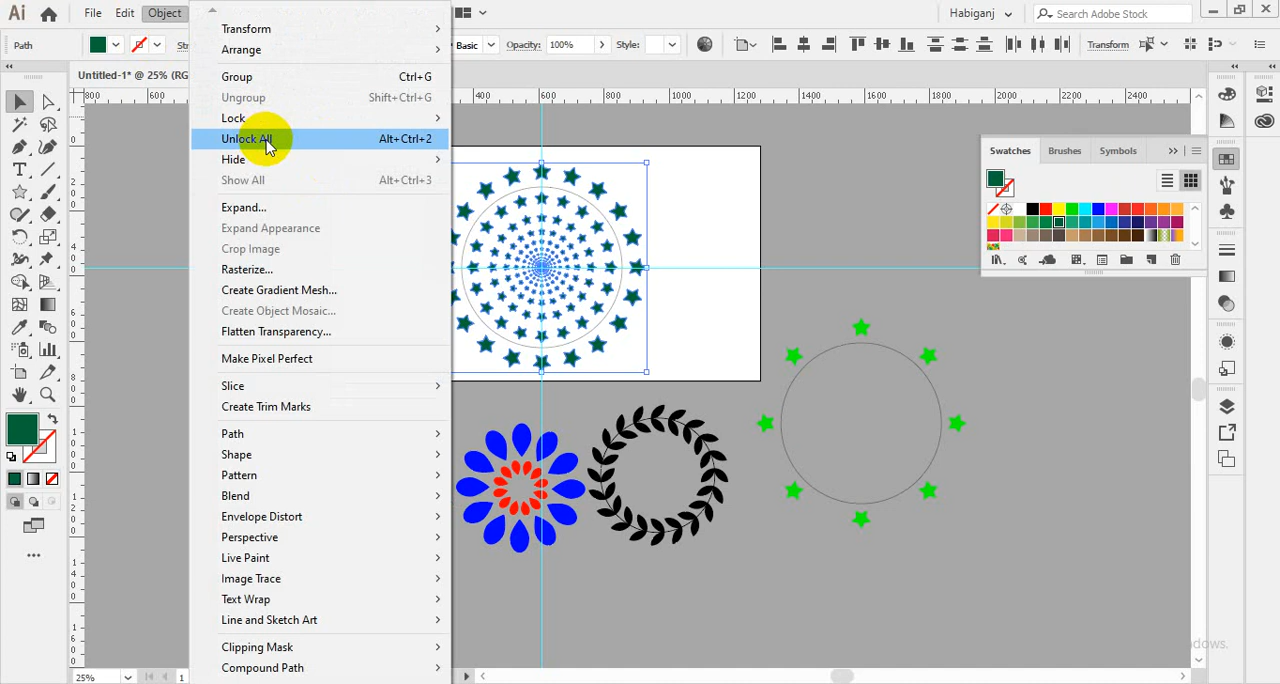 Ai File Edit Object Habiganj Search Adobe Stock
Path Basic Opacity: 100% Style: Transform
Untitled-1* @ 25% (RG
800 600 400 600 800 1000 1200 1400 1600 1800 2000 2200 2400
Transform
Arrange
Group Ctrl+G
Ungroup Shift+Ctrl+G
Lock
Unlock All Alt+Ctrl+2
Hide
Show All Alt+Ctrl+3
Expand...
Expand Appearance
Crop Image
Rasterize...
Create Gradient Mesh...
Create Object Mosaic...
Flatten Transparency...
Make Pixel Perfect
Slice
Create Trim Marks
Path
Shape
Pattern
Blend
Envelope Distort
Perspective
Live Paint
Image Trace
Text Wrap
Line and Sketch Art
Clipping Mask
Compound Path
Swatches Brushes Symbols
dows.
25% 1